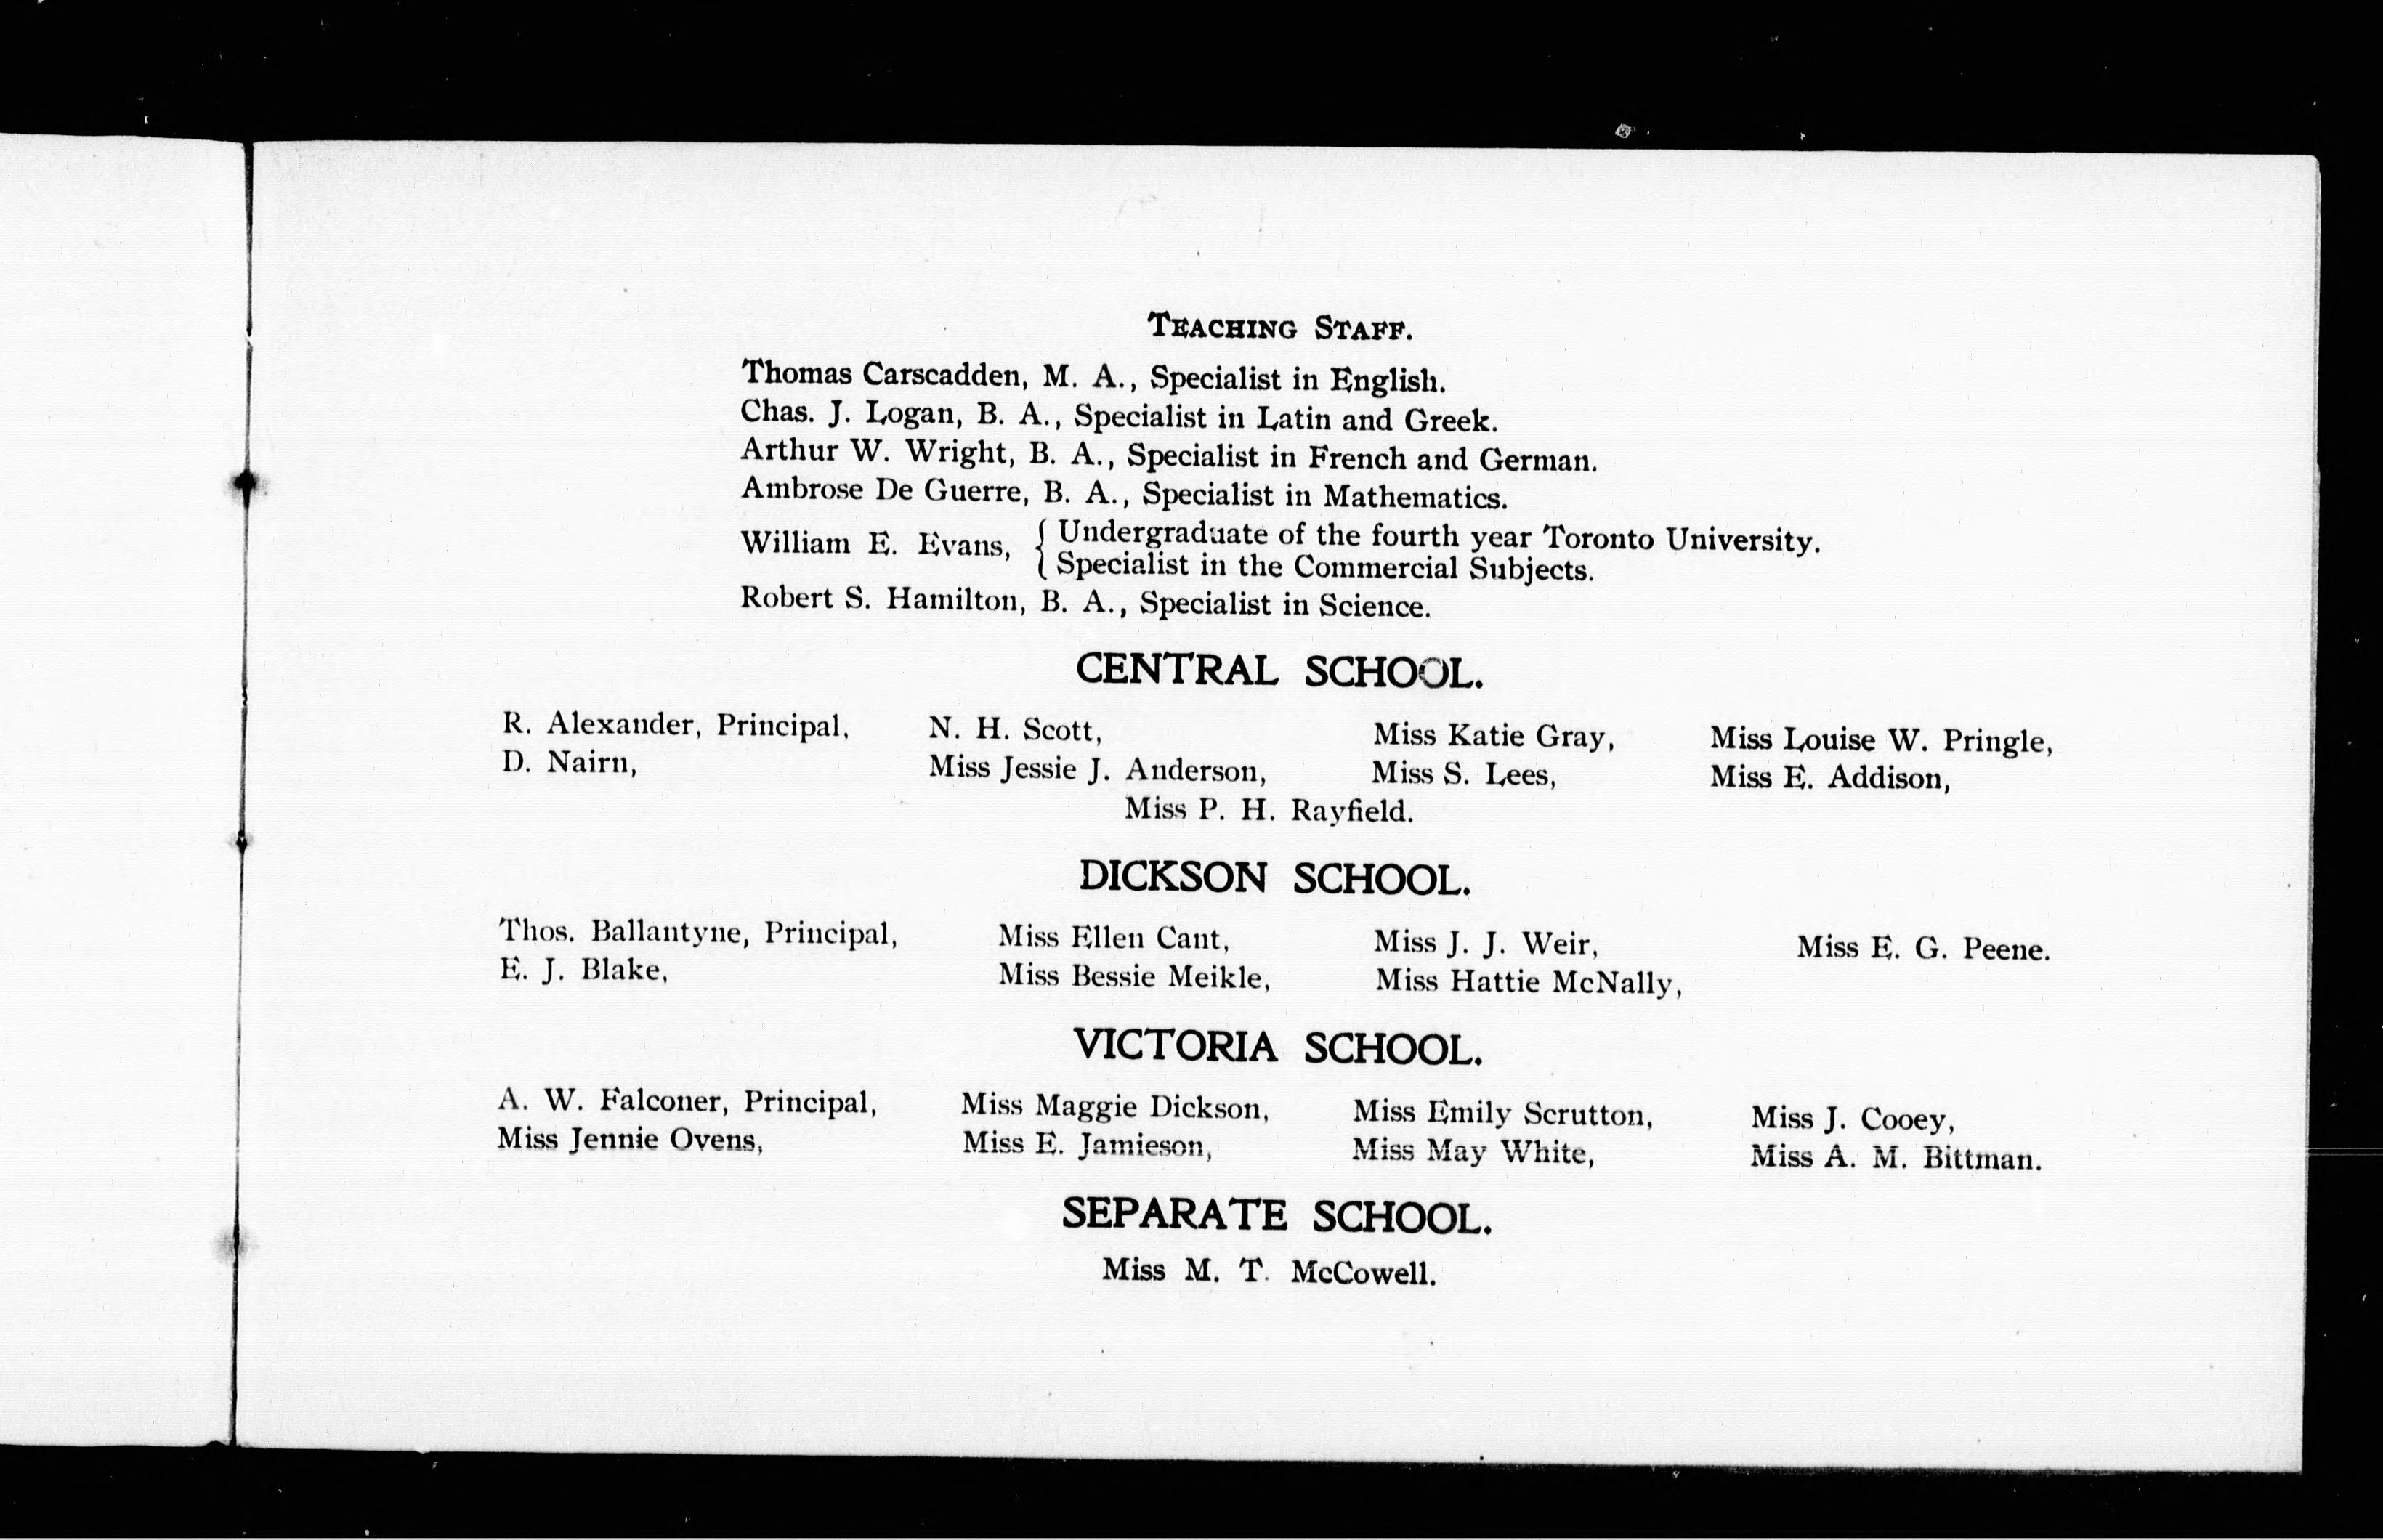 TEACHING STAFF.
Thomas Carscadden, M. A., Specialist in English.
Chas. J. Logan, B. A., Specialist in Latin and Greek.
Arthur W. Wright, B. A., Specialist in French and German.
Ambrose De Guerre, B. A., Specialist in Mathematics.
William E. Evans, { Undergraduate of the fourth year Toronto University.
Specialist in the Commercial Subjects.
Robert S. Hamilton, B. A., Specialist in Science.
CENTRAL SCHOOL.
R. Alexander, Principal, N. H. Scott, Miss Katie Gray, Miss Louise W. Pringle,
D. Nairn, Miss Jessie J. Anderson, Miss S. Lees, Miss E. Addison,
Miss P. H. Rayfield.
DICKSON SCHOOL.
Thos. Ballantyne, Principal, Miss Ellen Cant, Miss J. J. Weir, Miss E. G. Peene.
E. J. Blake, Miss Bessie Meikle, Miss Hattie McNally,
VICTORIA SCHOOL.
A. W. Falconer, Principal, Miss Maggie Dickson, Miss Emily Scrutton, Miss J. Cooey,
Miss Jennie Ovens, Miss E. Jamieson, Miss May White, Miss A. M. Bittman.
SEPARATE SCHOOL.
Miss M. T. McCowell.